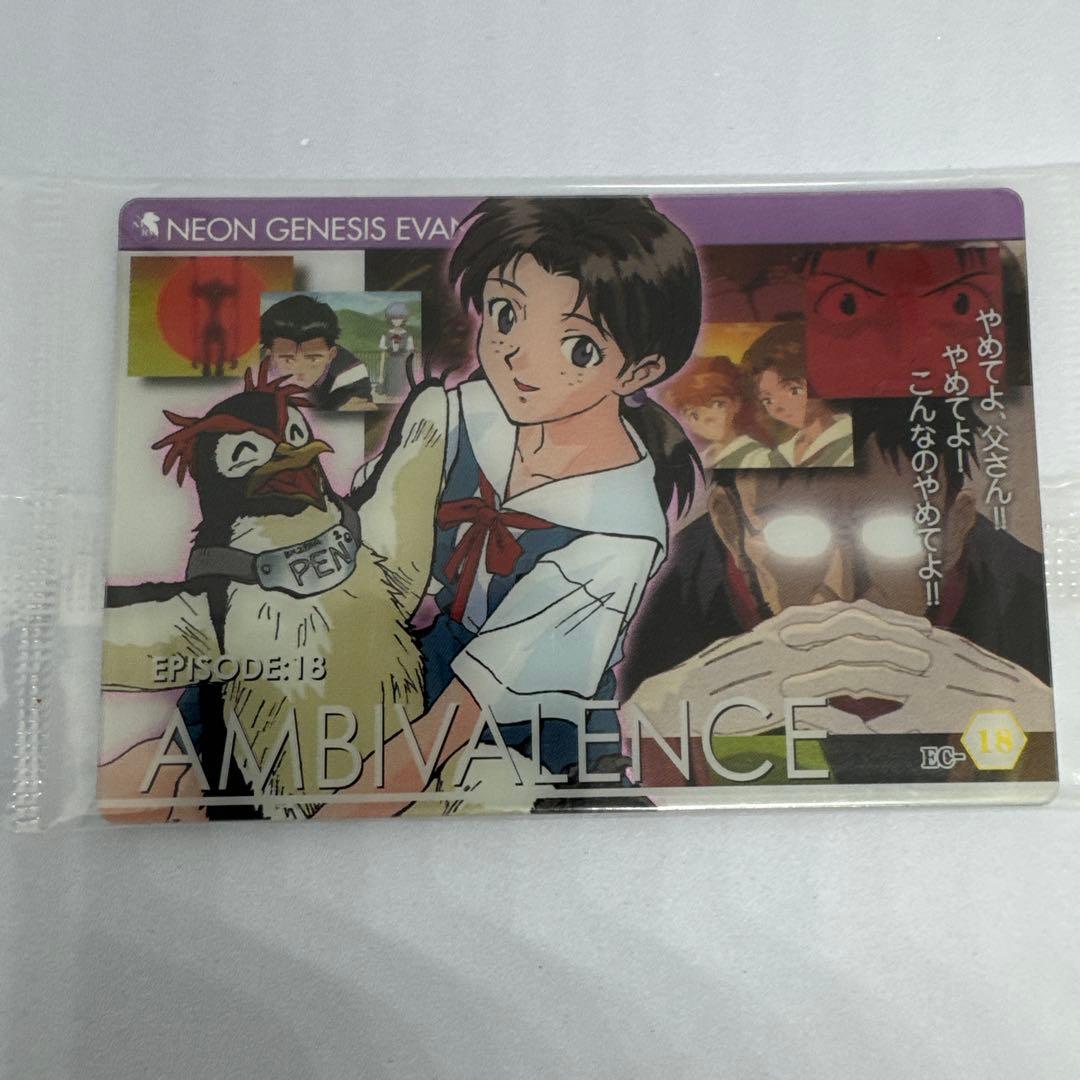 NEON GENESIS EVAN
やめてよ、父さん!!
やめてよ!
こんなのやめてよ!!
PEN²
EPISODE:18
AMBIVALENCE
EC-18